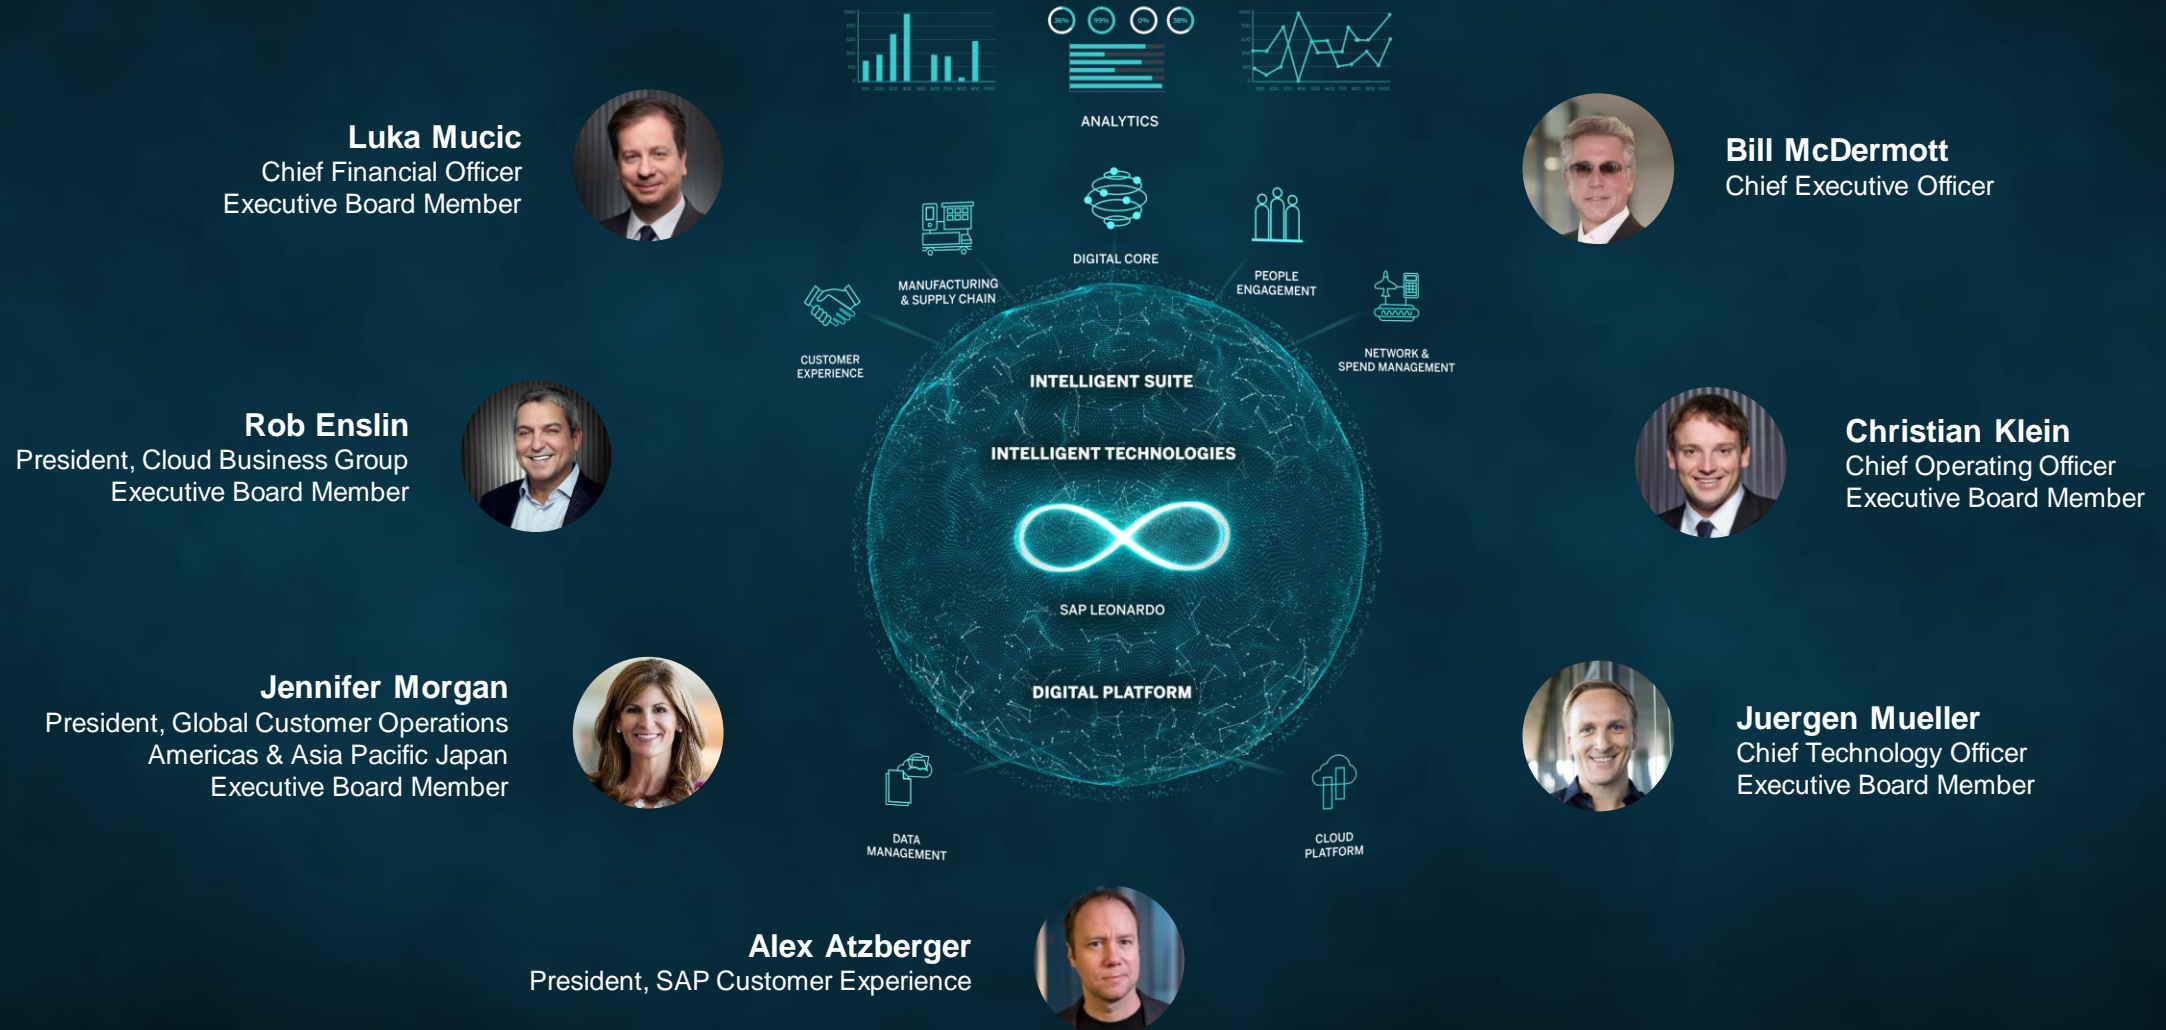 36%
99%
0%
38%
ANALYTICS
Luka Mucic
Chief Financial Officer
Executive Board Member
Bill McDermott
Chief Executive Officer
DIGITAL CORE
MANUFACTURING
& SUPPLY CHAIN
PEOPLE
ENGAGEMENT
CUSTOMER
EXPERIENCE
NETWORK &
SPEND MANAGEMENT
INTELLIGENT SUITE
INTELLIGENT TECHNOLOGIES
Rob Enslin
President, Cloud Business Group
Executive Board Member
Christian Klein
Chief Operating Officer
Executive Board Member
SAP LEONARDO
DIGITAL PLATFORM
Jennifer Morgan
President, Global Customer Operations
Americas & Asia Pacific Japan
Executive Board Member
Juergen Mueller
Chief Technology Officer
Executive Board Member
DATA
MANAGEMENT
CLOUD
PLATFORM
Alex Atzberger
President, SAP Customer Experience